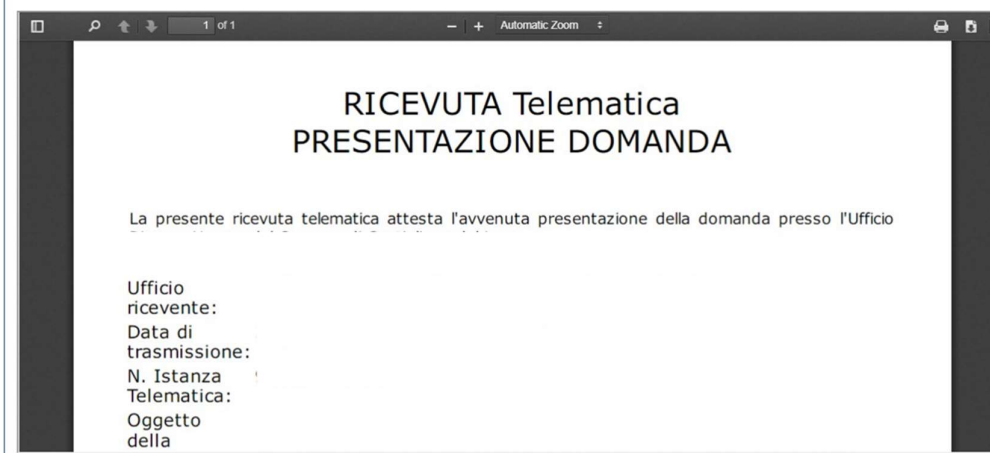 1 of 1
Automatic Zoom
RICEVUTA Telematica
PRESENTAZIONE DOMANDA
La presente ricevuta telematica attesta l'avvenuta presentazione della domanda presso l'Ufficio
Ufficio
ricevente:
Data di
trasmissione:
N. Istanza
Telematica:
Oggetto
della